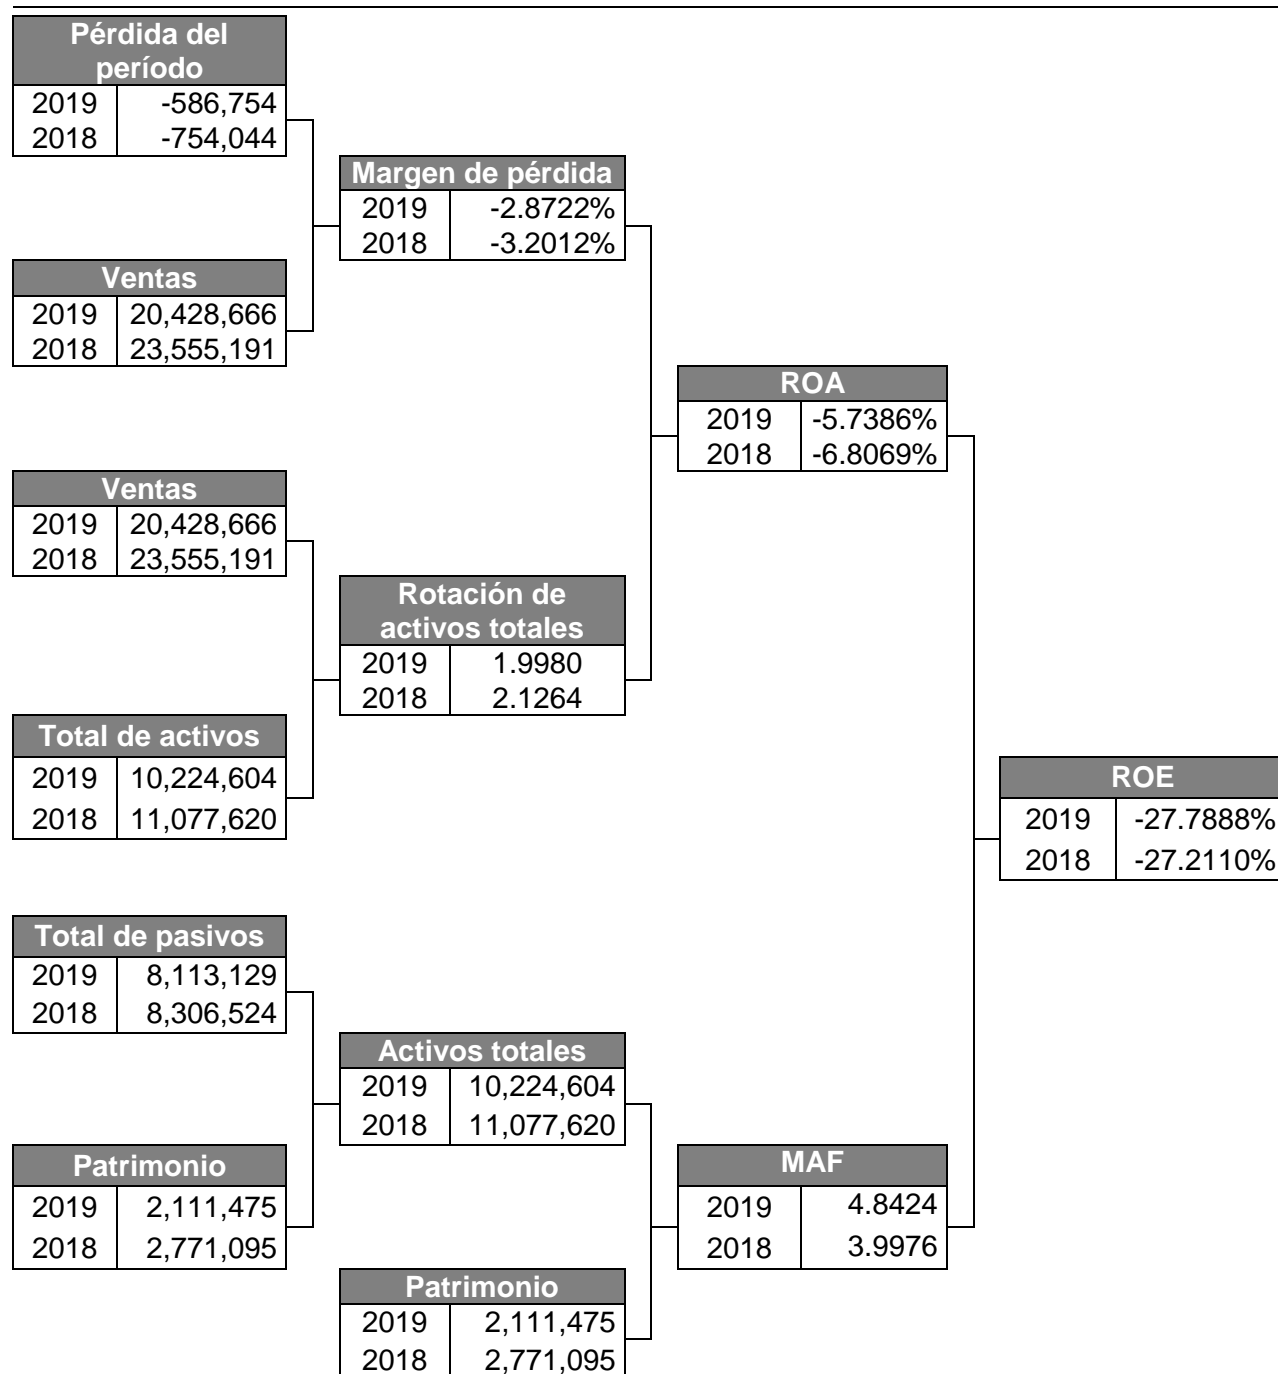 Pérdida del
período
2019 -586,754
2018 -754,044
Margen de pérdida
2019 -2.8722%
2018 -3.2012%
Ventas
2019 20,428,666
2018 23,555,191
ROA
2019 -5.7386%
2018 -6.8069%
Ventas
2019 20,428,666
2018 23,555,191
Rotación de
activos totales
2019 1.9980
2018 2.1264
Total de activos
2019 10,224,604
2018 11,077,620
ROE
2019 -27.7888%
2018 -27.2110%
Total de pasivos
2019 8,113,129
2018 8,306,524
Activos totales
2019 10,224,604
2018 11,077,620
Patrimonio
2019 2,111,475
2018 2,771,095
MAF
2019 4.8424
2018 3.9976
Patrimonio
2019 2,111,475
2018 2,771,095